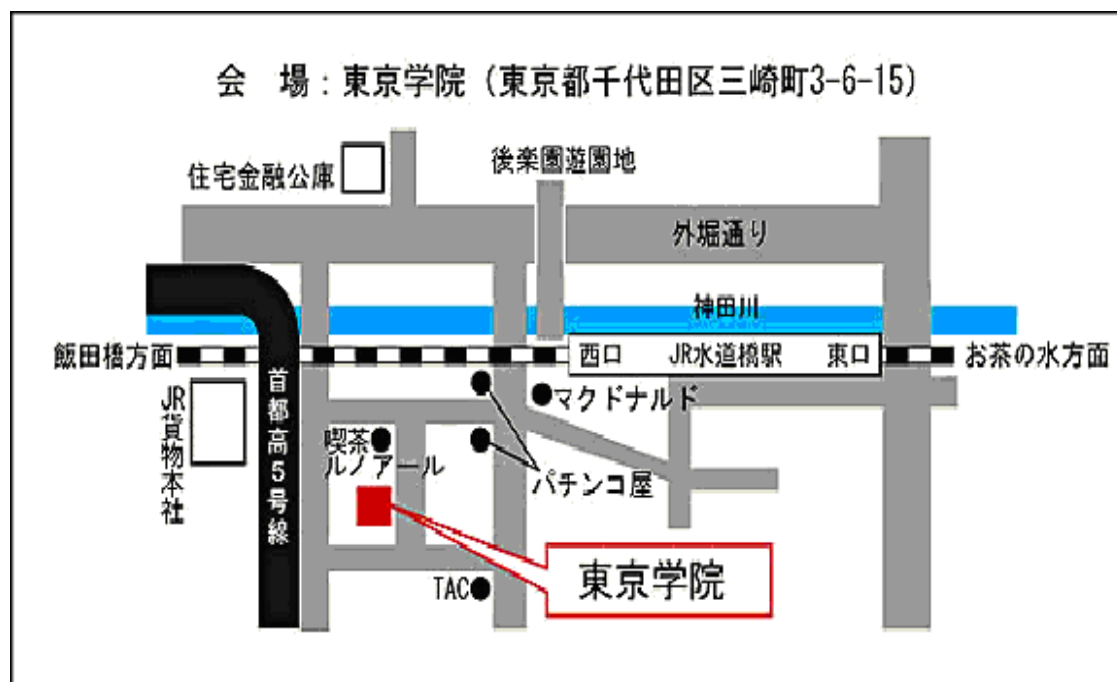 会　場：東京学院（東京都千代田区三崎町3-6-15）
住宅金融公庫
後楽園遊園地
外堀通り
神田川
飯田橋方面
西口
JR水道橋駅
東口
お茶の水方面
JR貨物本社
首都高5号線
マクドナルド
喫茶
ルノアール
パチンコ屋
東京学院
TAC